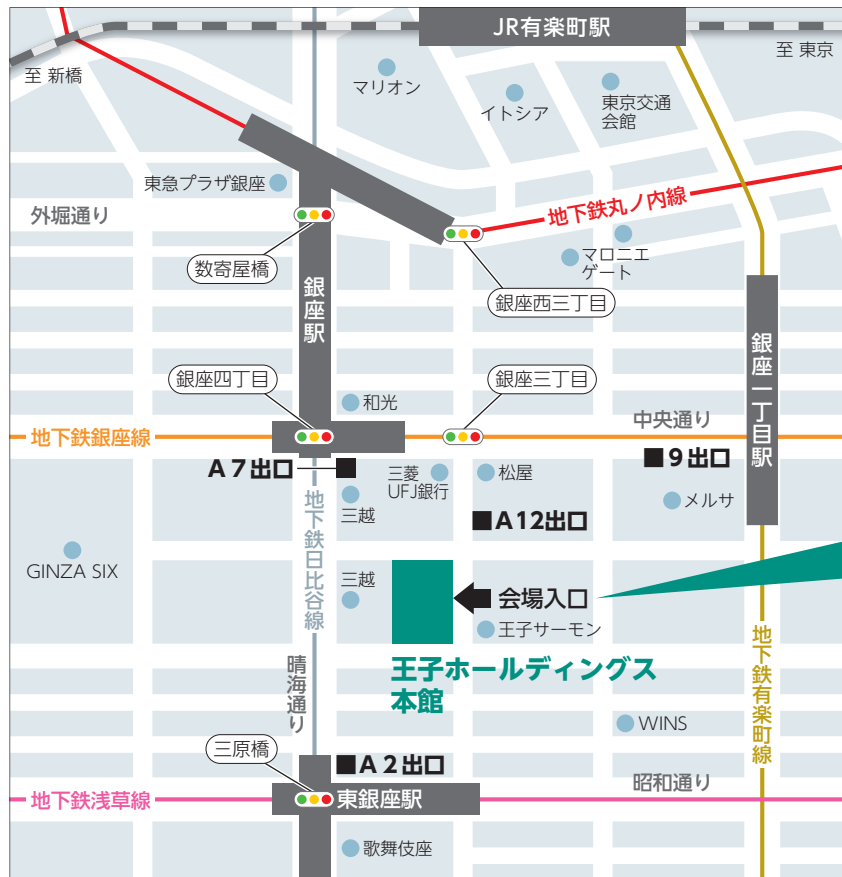 JR有楽町駅
至 新橋
至 東京
マリオン
イトシア
東京交通
会館
東急プラザ銀座
外堀通り
地下鉄丸ノ内線
数寄屋橋
マロニエ
ゲート
銀座西三丁目
銀座駅
銀座一丁目駅
銀座四丁目
銀座三丁目
和光
中央通り
地下鉄銀座線
A7出口
三菱
UFJ銀行
松屋
■9出口
三越
メルサ
■A12出口
地下鉄日比谷線
GINZA SIX
三越
会場入口
王子サーモン
王子ホールディングス
本館
晴海通り
地下鉄有楽町線
WINS
三原橋
■A2出口
昭和通り
地下鉄浅草線
東銀座駅
歌舞伎座